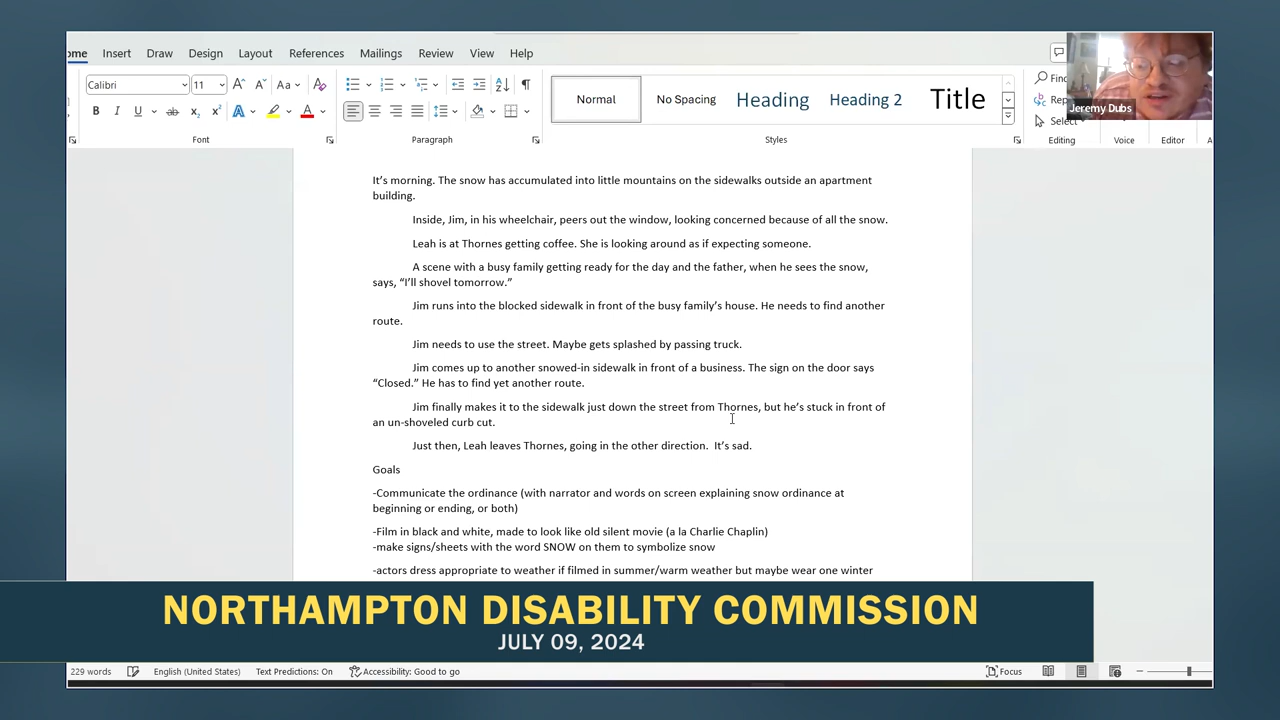 ome Insert Draw Design Layout References Mailings Review View Help
Calibri 11 A A Aa A
B I U ab x2 x2 A A
Font Paragraph Styles Editing Voice Editor
Normal No Spacing Heading Heading 2 Title
Find
Rep
Select
Jeremy Dubs
It's morning. The snow has accumulated into little mountains on the sidewalks outside an apartment
building.
Inside, Jim, in his wheelchair, peers out the window, looking concerned because of all the snow.
Leah is at Thornes getting coffee. She is looking around as if expecting someone.
A scene with a busy family getting ready for the day and the father, when he sees the snow,
says, “I'll shovel tomorrow.”
Jim runs into the blocked sidewalk in front of the busy family's house. He needs to find another
route.
Jim needs to use the street. Maybe gets splashed by passing truck.
Jim comes up to another snowed-in sidewalk in front of a business. The sign on the door says
“Closed.” He has to find yet another route.
Jim finally makes it to the sidewalk just down the street from Thornes, but he's stuck in front of
an un-shoveled curb cut.
Just then, Leah leaves Thornes, going in the other direction.  It's sad.
Goals
-Communicate the ordinance (with narrator and words on screen explaining snow ordinance at
beginning or ending, or both)
-Film in black and white, made to look like old silent movie (a la Charlie Chaplin)
-make signs/sheets with the word SNOW on them to symbolize snow
-actors dress appropriate to weather if filmed in summer/warm weather but maybe wear one winter
NORTHAMPTON DISABILITY COMMISSION
JULY 09, 2024
229 words English (United States) Text Predictions: On Accessibility: Good to go Focus